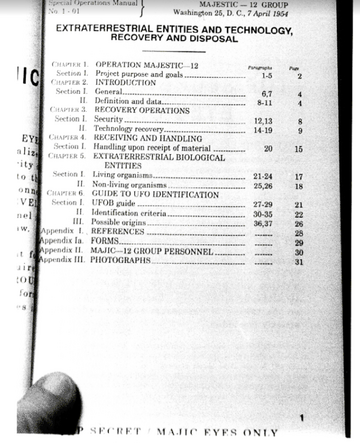 Special Operations Manual
No 1 - 01
MAJESTIC — 12 GROUP
Washington 25, D. C., 7 April 1954
EXTRATERRESTRIAL ENTITIES AND TECHNOLOGY,
RECOVERY AND DISPOSAL
Paragraphs Page
CHAPTER 1. OPERATION MAJESTIC—12
Section I. Project purpose and goals 1-5 2
CHAPTER 2. INTRODUCTION
Section I. General 6,7 4
II. Definition and data 8-11 4
CHAPTER 3. RECOVERY OPERATIONS
Section I. Security 12,13 8
II. Technology recovery 14-19 9
CHAPTER 4. RECEIVING AND HANDLING
Section I. Handling upon receipt of material 20 15
CHAPTER 5. EXTRATERRESTRIAL BIOLOGICAL
ENTITIES
Section I. Living organisms 21-24 17
II. Non-living organisms 25,26 18
CHAPTER 6 GUIDE TO UFO IDENTIFICATION
Section I. UFOB guide 27-29 21
II. Identification criteria 30-35 22
III. Possible origins 36,37 26
Appendix I. REFERENCES 28
Appendix Ia. FORMS 29
Appendix II. MAJIC—12 GROUP PERSONNEL 30
Appendix III. PHOTOGRAPHS 31
1
SECRET / MAJIC EYES ONLY